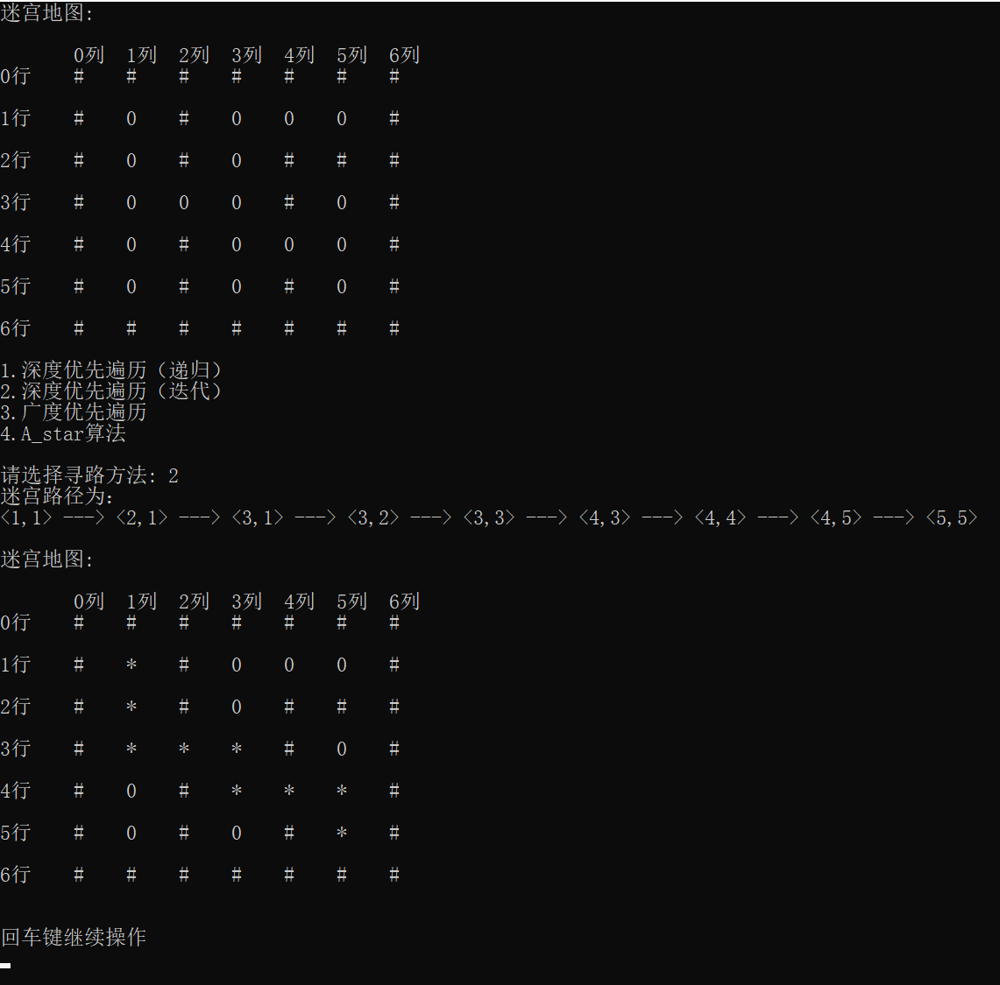 迷宫地图:
0列 1列 2列 3列 4列 5列 6列
0行 # # # # # # #
1行 # 0 # 0 0 0 #
2行 # 0 # 0 # # #
3行 # 0 0 0 # 0 #
4行 # 0 # 0 0 0 #
5行 # 0 # 0 # 0 #
6行 # # # # # # #
1.深度优先遍历（递归）
2.深度优先遍历（迭代）
3.广度优先遍历
4.A_star算法
请选择寻路方法: 2
迷宫路径为:
<1,1> ---> <2,1> ---> <3,1> ---> <3,2> ---> <3,3> ---> <4,3> ---> <4,4> ---> <4,5> ---> <5,5>
迷宫地图:
0列 1列 2列 3列 4列 5列 6列
0行 # # # # # # #
1行 # * # 0 0 0 #
2行 # * # 0 # # #
3行 # * * * # 0 #
4行 # 0 # * * * #
5行 # 0 # 0 # * #
6行 # # # # # # #
回车键继续操作